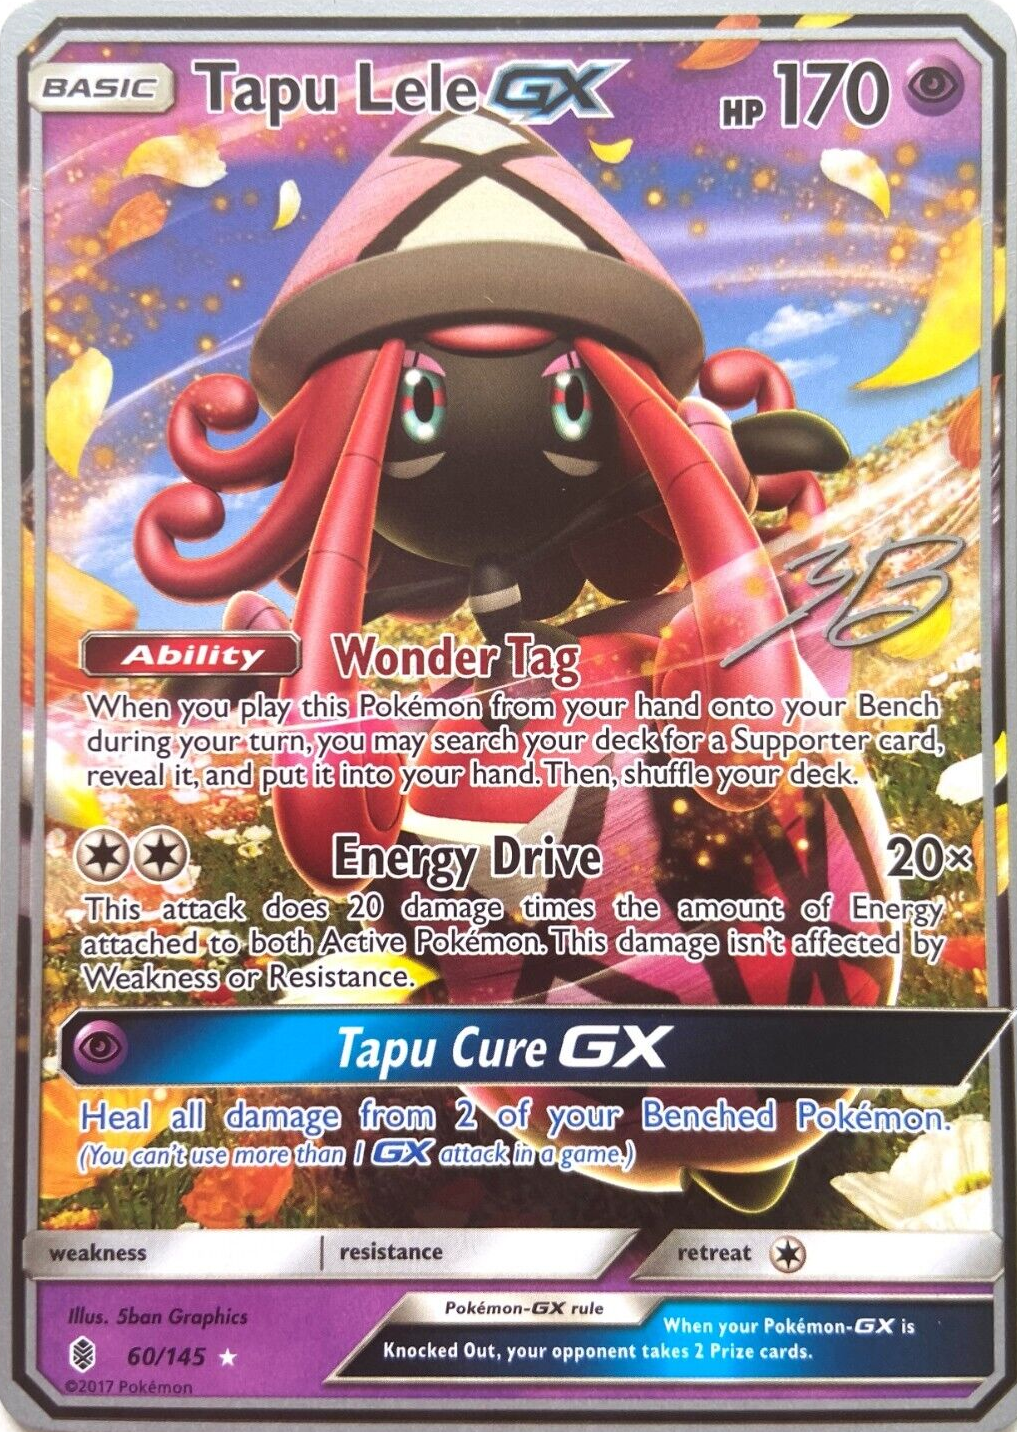 BASIC Tapu Lele GX HP 170
Ability Wonder Tag
When you play this Pokémon from your hand onto your Bench
during your turn, you may search your deck for a Supporter card,
reveal it, and put it into your hand. Then, shuffle your deck.
Energy Drive 20×
This attack does 20 damage times the amount of Energy
attached to both Active Pokémon. This damage isn't affected by
Weakness or Resistance.
Tapu Cure GX
Heal all damage from 2 of your Benched Pokémon.
(You can't use more than 1 GX attack in a game.)
weakness resistance retreat
Illus. 5ban Graphics
60/145
©2017 Pokémon
Pokémon-GX rule
When your Pokémon-GX is
Knocked Out, your opponent takes 2 Prize cards.